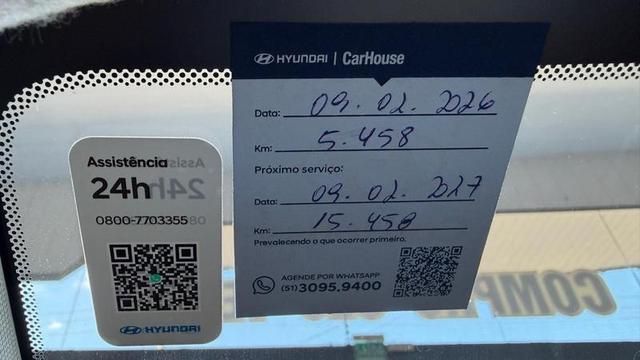 HYUNDAI | CarHouse
Data: 09.02.2026
Km: 5.458
Próximo serviço:
Data: 09.02.2027
Km: 15.458
Prevalecendo o que ocorrer primeiro.
AGENDE POR WHATSAPP
(51) 3095.9400
Assistência
24h
0800-7703355
HYUNDAI